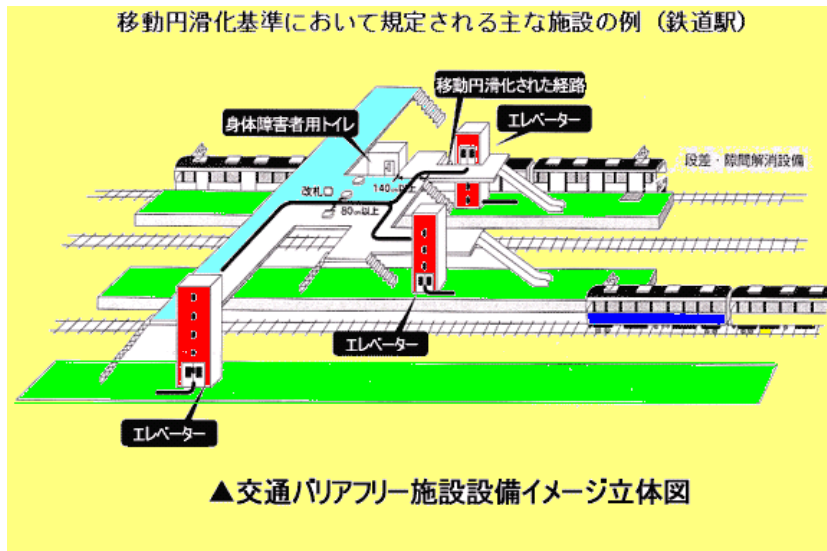 移動円滑化基準において規定される主な施設の例（鉄道駅）
移動円滑化された経路
身体障害者用トイレ
エレベーター
段差・隙間解消設備
140cm以上
改札口
80cm以上
エレベーター
エレベーター
▲交通バリアフリー施設設備イメージ立体図